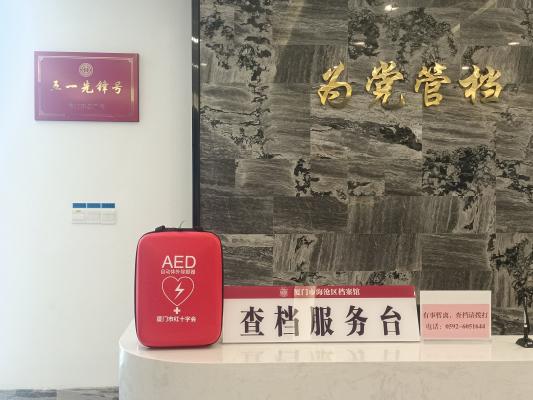 五一先锋号
为党管档
AED
自动体外除颤器
厦门市红十字会
厦门市海沧区档案馆
查档服务台
有事暂离，查档请拨打
电话：0592-6051644